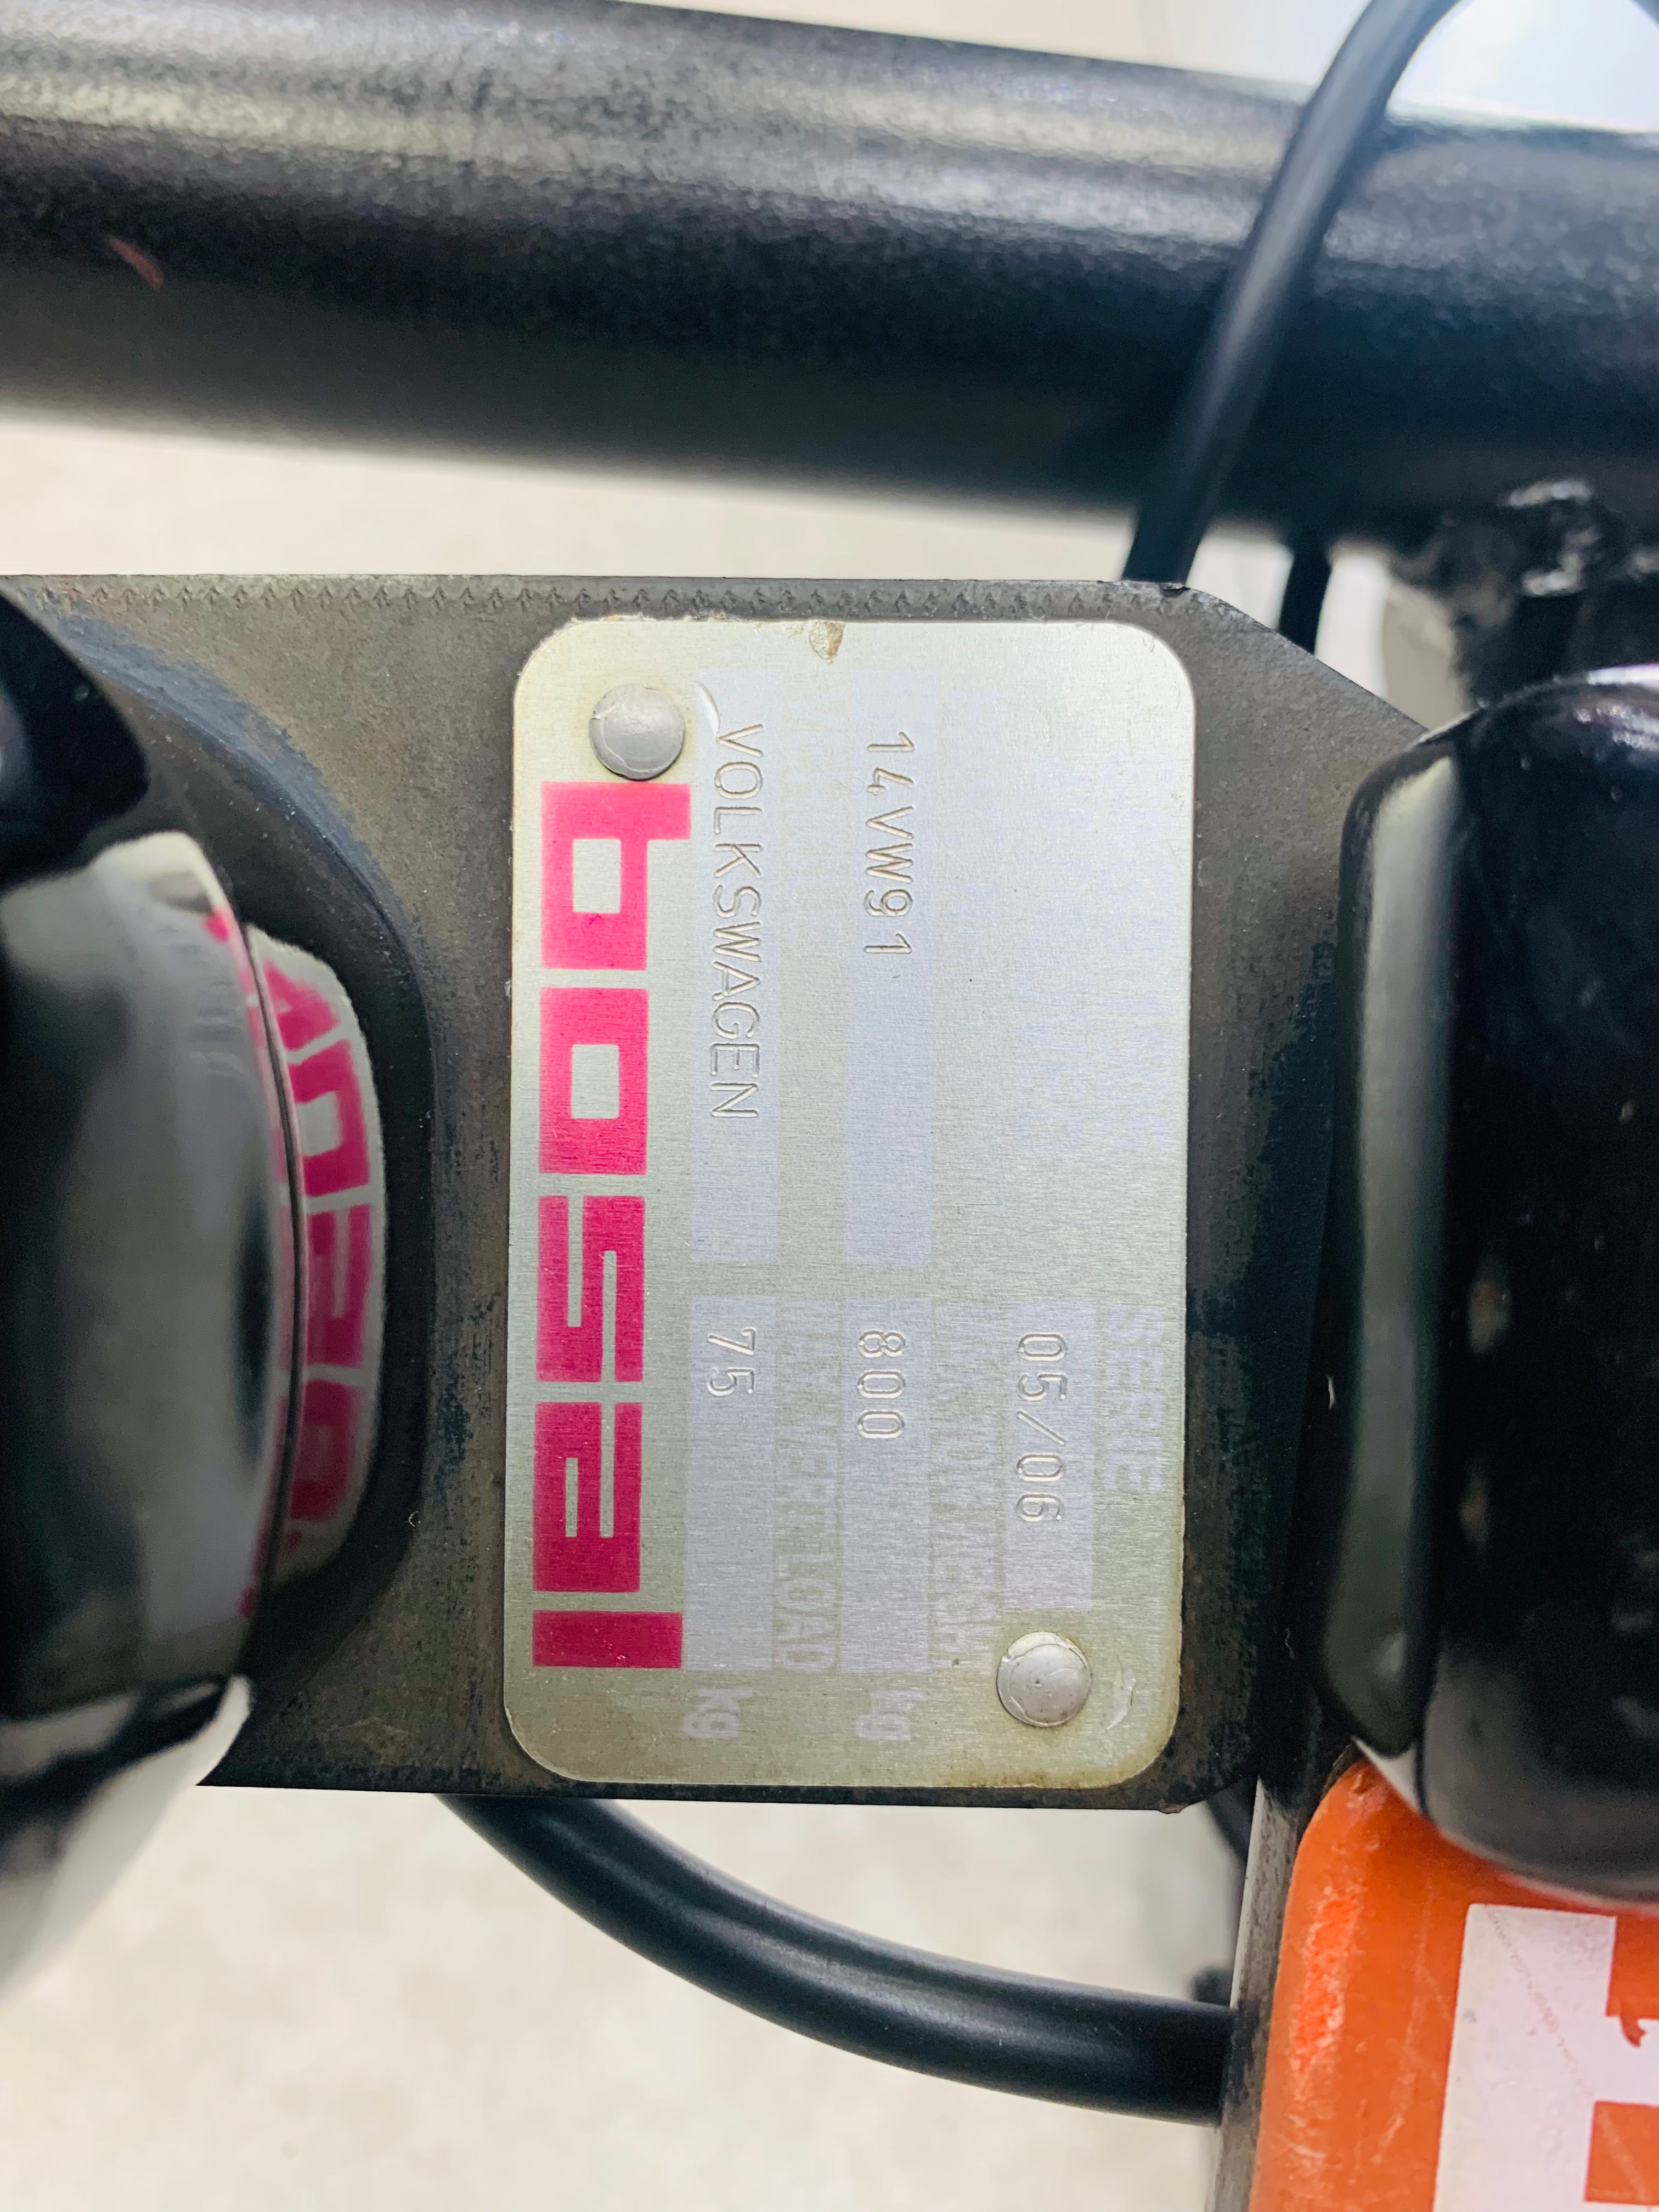 SERIE
05/06
14VW91 800 kg
LOAD
VOLKSWAGEN 75 kg
bosal